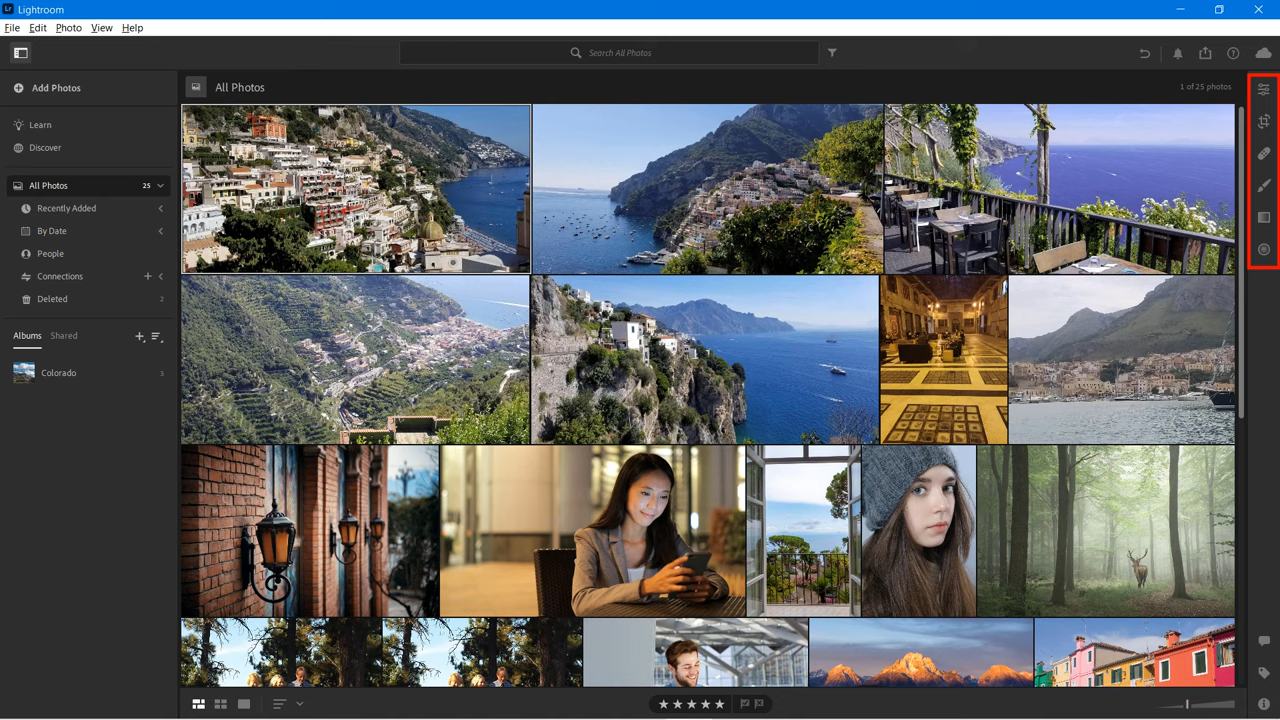 Lr Lightroom
File Edit Photo View Help
Search All Photos
Add Photos
All Photos
1 of 25 photos
Learn
Discover
All Photos 25
Recently Added
By Date
People
Connections
Deleted 2
Albums Shared
Colorado 3